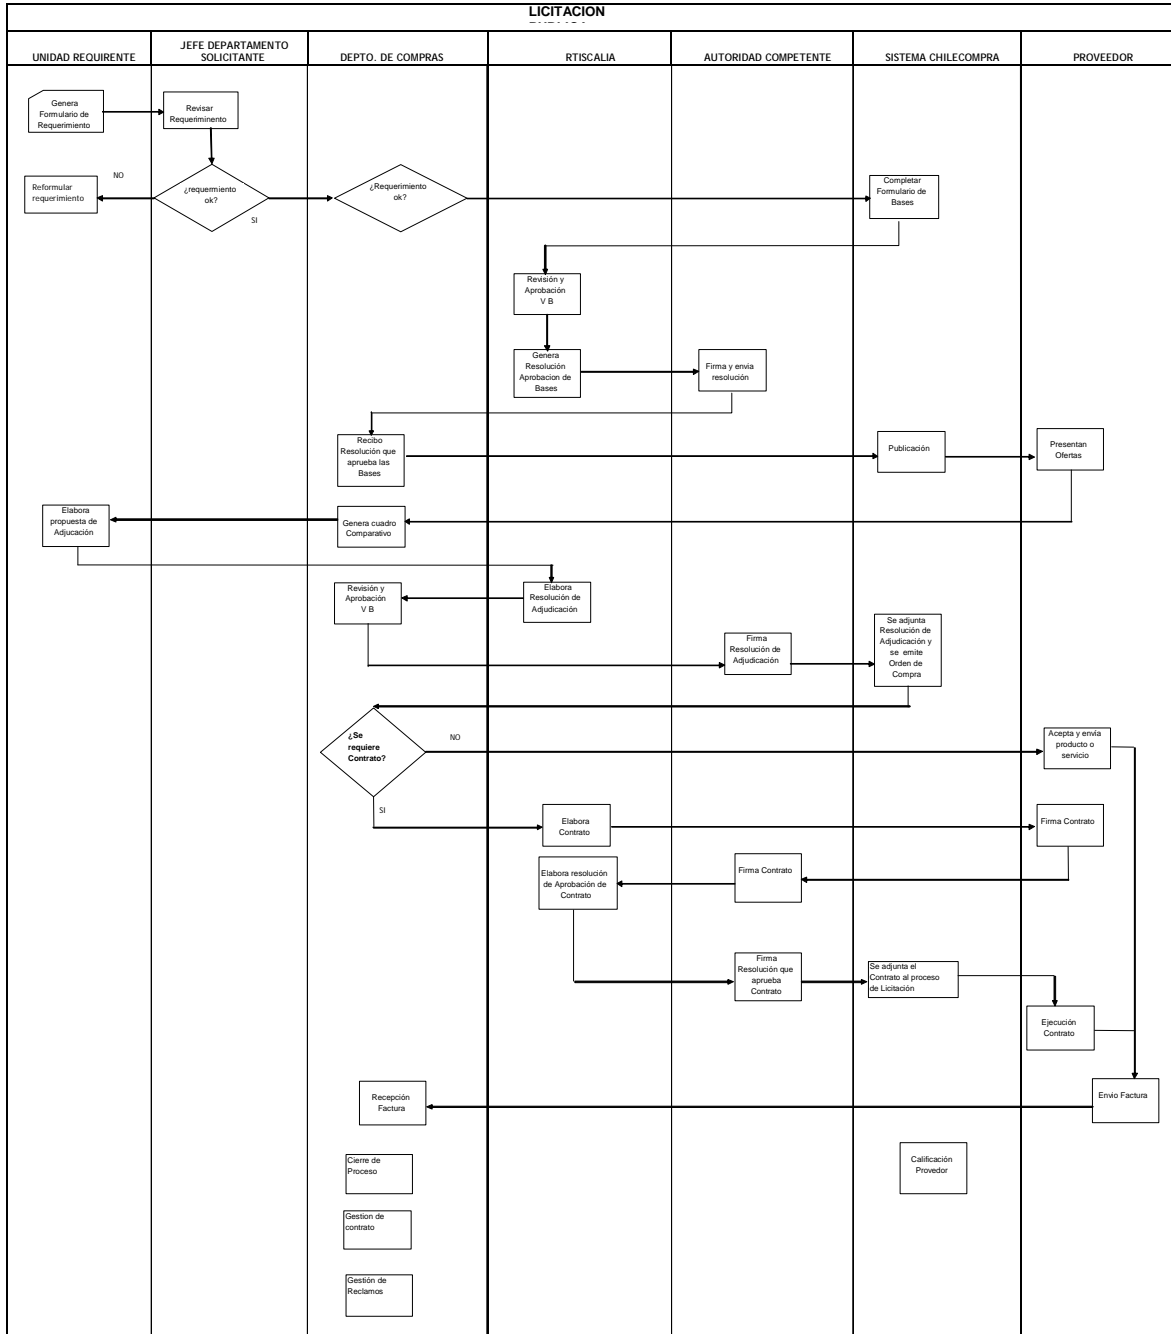 LICITACION
UNIDAD REQUIRENTE
JEFE DEPARTAMENTO
SOLICITANTE
DEPTO. DE COMPRAS
RTISCALIA
AUTORIDAD COMPETENTE
SISTEMA CHILECOMPRA
PROVEEDOR
Genera
Formulario de
Requerimiento
Revisar
Requeriminento
Reformular
requerimiento
NO
¿requermiento
ok?
SI
¿Requerimiento
ok?
Completar
Formulario de
Bases
Revisión y
Aprobación
V B
Genera
Resolución
Aprobacion de
Bases
Firma y envia
resolución
Recibo
Resolución que
aprueba las
Bases
Publicación
Presentan
Ofertas
Elabora
propuesta de
Adjucación
Genera cuadro
Comparativo
Revisión y
Aprobación
V B
Elabora
Resolución de
Adjudicación
Firma
Resolución de
Adjudicación
Se adjunta
Resolución de
Adjudicación y
se emite
Orden de
Compra
¿Se
requiere
Contrato?
NO
Acepta y envia
producto o
servicio
SI
Elabora
Contrato
Firma Contrato
Elabora resolución
de Aprobación de
Contrato
Firma Contrato
Firma
Resolución que
aprueba
Contrato
Se adjunta el
Contrato al proceso
de Licitación
Ejecución
Contrato
Recepción
Factura
Envio Factura
Cierre de
Proceso
Calificación
Provedor
Gestion de
contrato
Gestión de
Reclamos